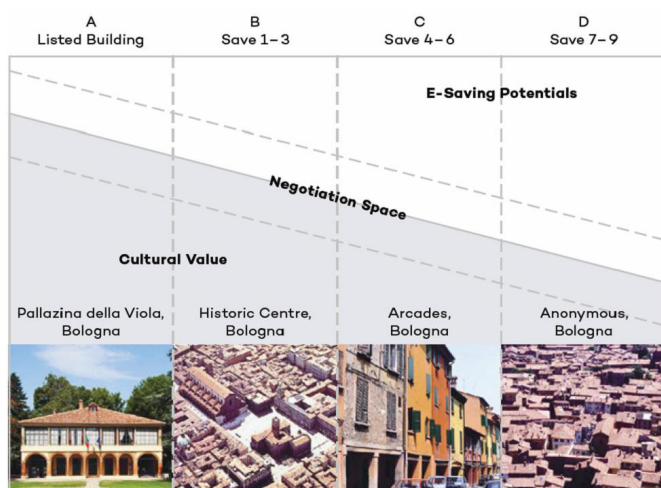 A
Listed Building
B
Save 1–3
C
Save 4–6
D
Save 7–9
E-Saving Potentials
Negotiation Space
Cultural Value
Pallazina della Viola,
Bologna
Historic Centre,
Bologna
Arcades,
Bologna
Anonymous,
Bologna